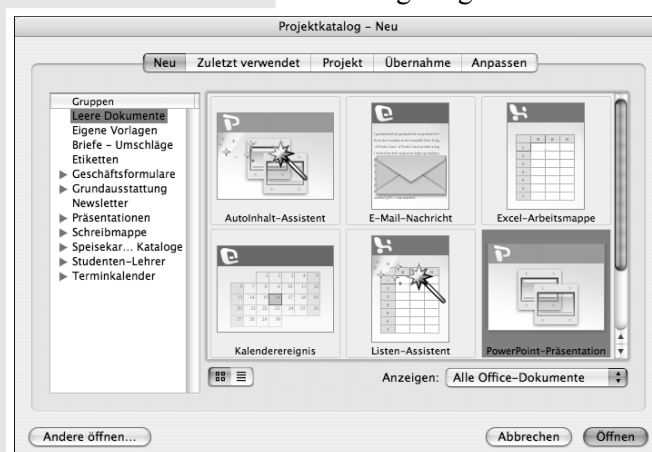 Projektkatalog – Neu
Neu Zuletzt verwendet Projekt Übernahme Anpassen
Gruppen
Leere Dokumente
Eigene Vorlagen
Briefe – Umschläge
Etiketten
Geschäftsformulare
Grundausstattung
Newsletter
Präsentationen
Schreibmappe
Speisekar... Kataloge
Studenten-Lehrer
Terminkalender
AutoInhalt-Assistent E-Mail-Nachricht Excel-Arbeitsmappe
Kalenderereignis Listen-Assistent PowerPoint-Präsentation
Anzeigen: Alle Office-Dokumente
Andere öffnen... Abbrechen Öffnen